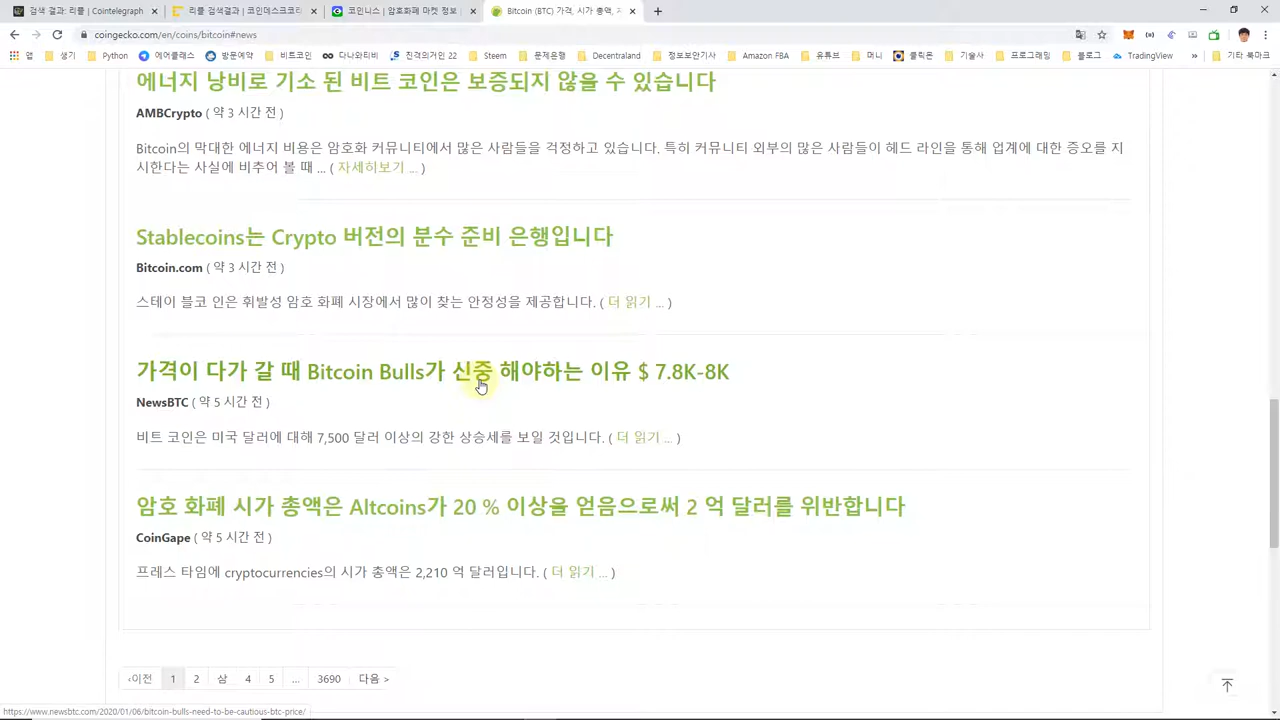 검색 결과: 리플 | Cointelegraph
리플 검색결과 | 코인데스크코리
코인니스 | 암호화폐 마켓 정보
Bitcoin (BTC) 가격, 시가 총액,
coingecko.com/en/coins/bitcoin#news
앱 생기 Python 에어클래스 방문예약 비트코인 다나와티비 진격의거인 22 Steem 문제은행 Decentraland 정보보안기사 Amazon FBA 유튜브 머니 클릭몬 기술사 프로그래밍 블로그 TradingView » 기타 북마크
에너지 낭비로 기소 된 비트 코인은 보증되지 않을 수 있습니다
AMBCrypto ( 약 3 시간 전 )
Bitcoin의 막대한 에너지 비용은 암호화 커뮤니티에서 많은 사람들을 걱정하고 있습니다. 특히 커뮤니티 외부의 많은 사람들이 헤드 라인을 통해 업계에 대한 증오를 지
시한다는 사실에 비추어 볼 때 ... ( 자세히보기 ... )
Stablecoins는 Crypto 버전의 분수 준비 은행입니다
Bitcoin.com ( 약 3 시간 전 )
스테이 블코 인은 휘발성 암호 화폐 시장에서 많이 찾는 안정성을 제공합니다. ( 더 읽기 ... )
가격이 다가 갈 때 Bitcoin Bulls가 신중 해야하는 이유 $ 7.8K-8K
NewsBTC ( 약 5 시간 전 )
비트 코인은 미국 달러에 대해 7,500 달러 이상의 강한 상승세를 보일 것입니다. ( 더 읽기 ... )
암호 화폐 시가 총액은 Altcoins가 20 % 이상을 얻음으로써 2 억 달러를 위반합니다
CoinGape ( 약 5 시간 전 )
프레스 타임에 cryptocurrencies의 시가 총액은 2,210 억 달러입니다. ( 더 읽기 ... )
‹이전 1 2 삼 4 5 ... 3690 다음 >
https://www.newsbtc.com/2020/01/06/bitcoin-bulls-need-to-be-cautious-btc-price/